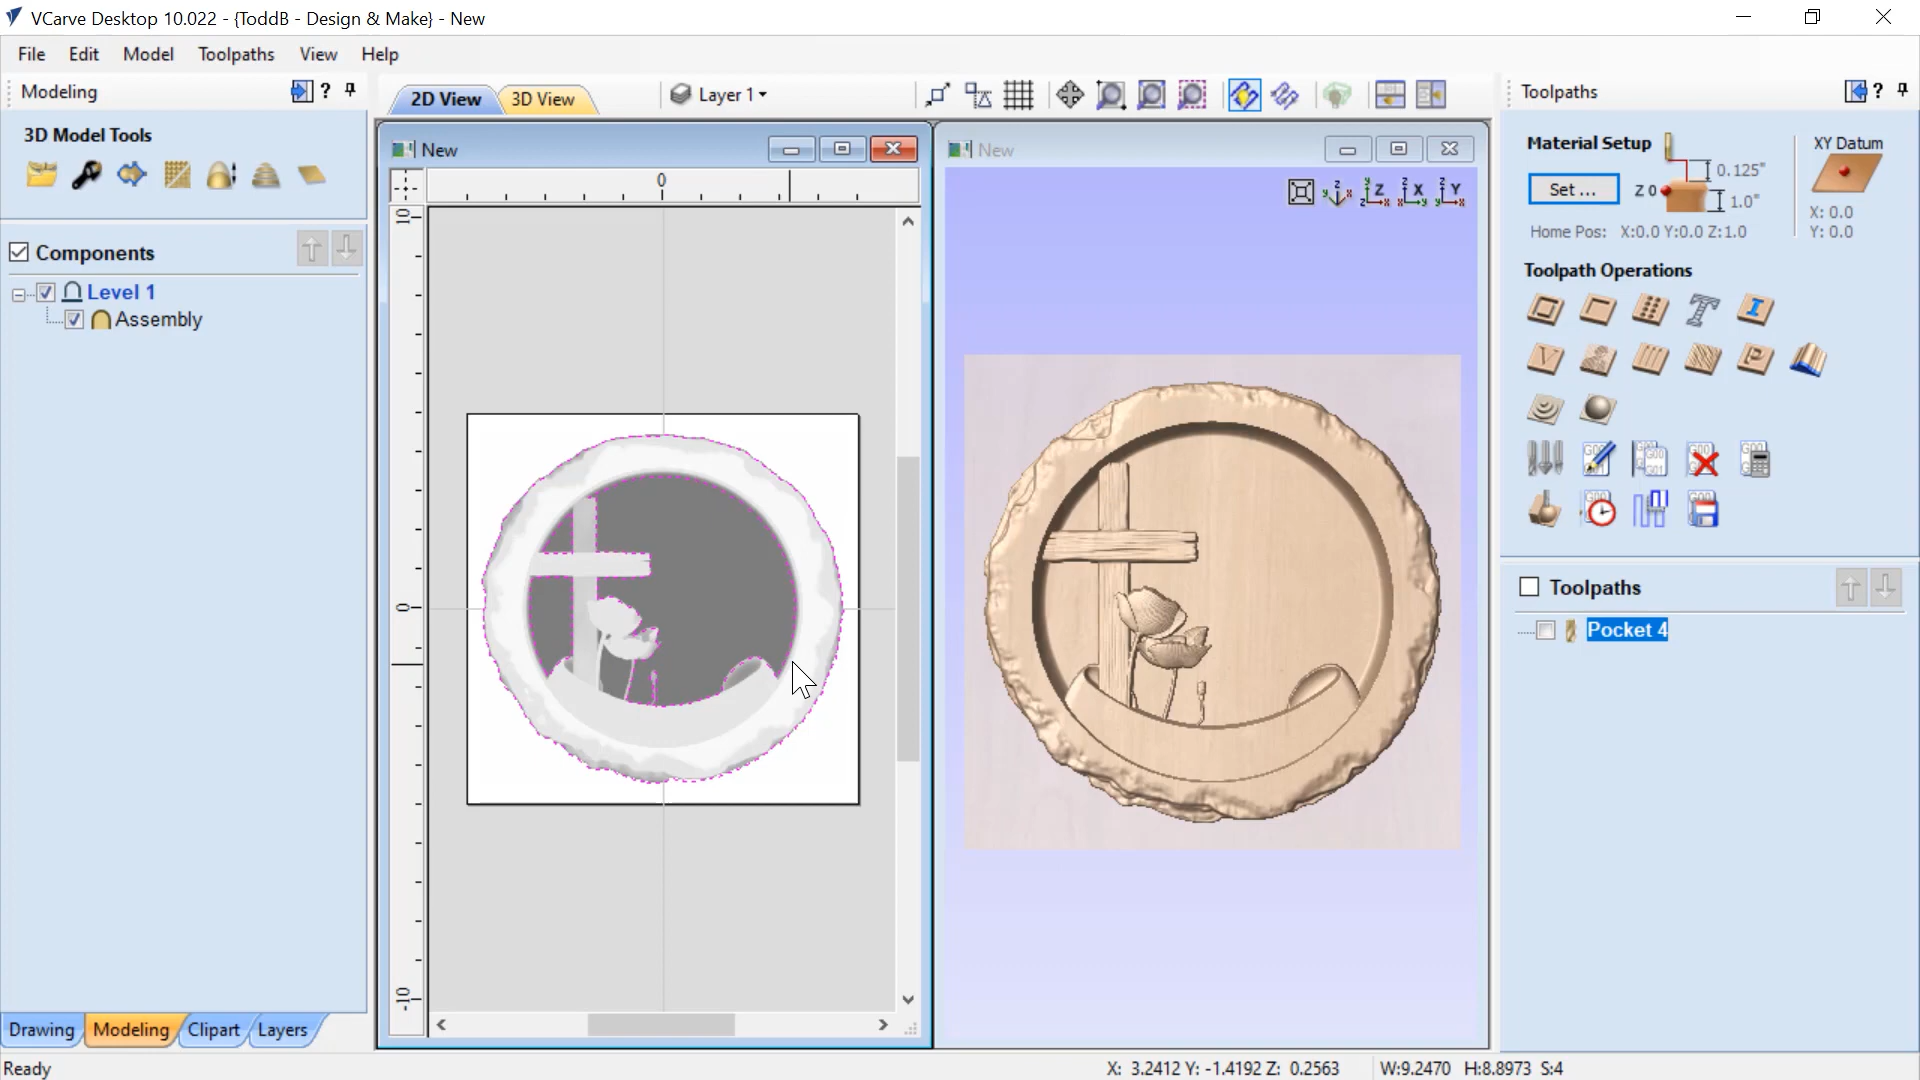 VCarve Desktop 10.022 - {ToddB - Design & Make} - New
File Edit Model Toolpaths View Help
Modeling ?
3D Model Tools
Components
Level 1
Assembly
Drawing Modeling Clipart Layers
2D View 3D View Layer 1
New
0
10
0
-10
New
Z X Y
Toolpaths ?
Material Setup
Set ...
Z 0
0.125"
1.0"
Home Pos: X:0.0 Y:0.0 Z:1.0
XY Datum
X: 0.0
Y: 0.0
Toolpath Operations
Toolpaths
Pocket 4
Ready
X: 3.2412 Y: -1.4192 Z: 0.2563 W:9.2470 H:8.8973 S:4